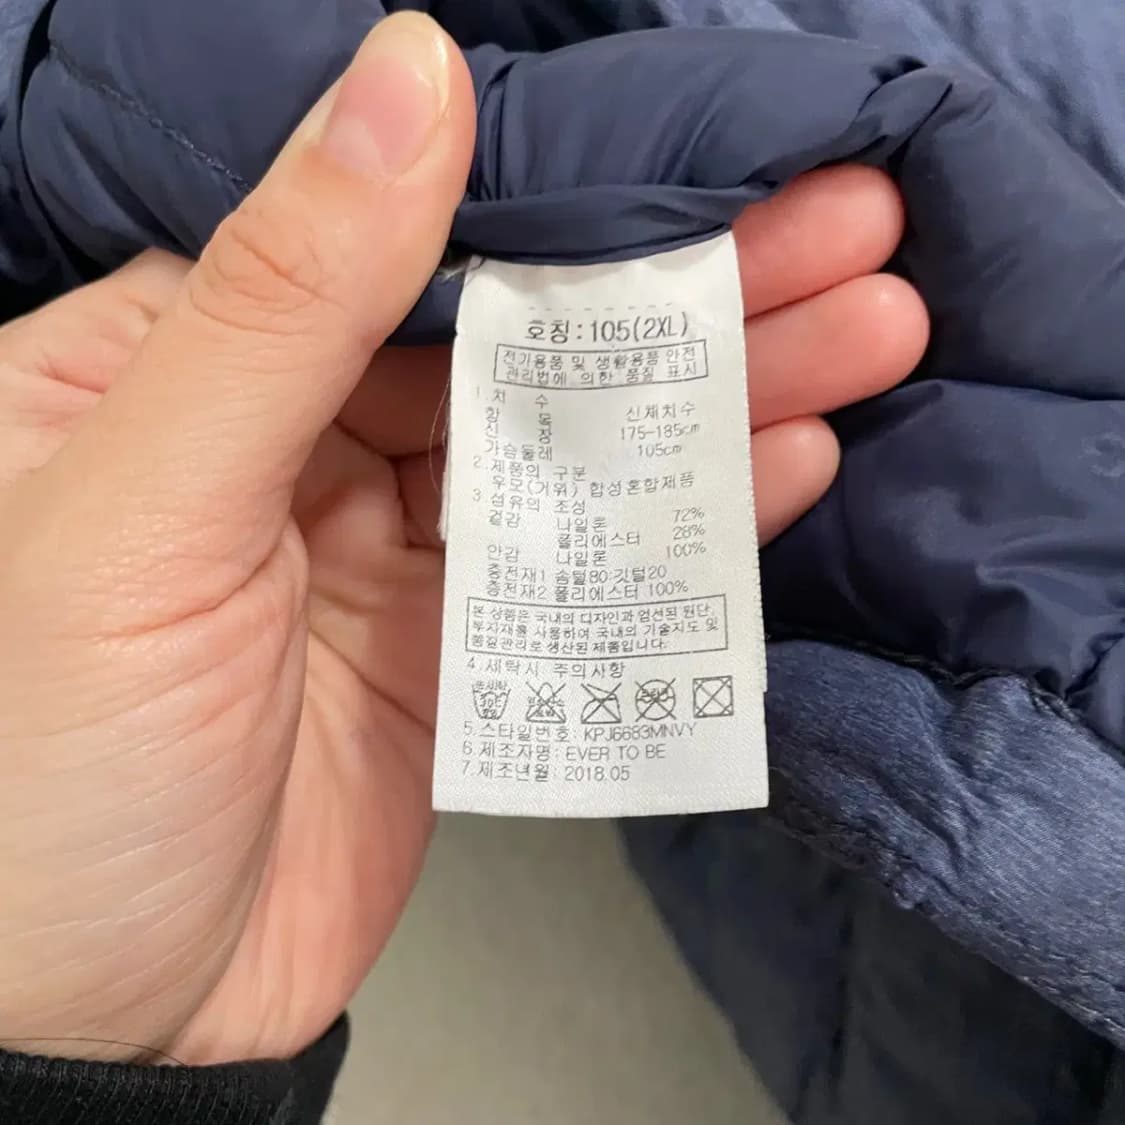 호칭:105(2XL)
전기용품 및 생활용품 안전
관리법에 의한 품질 표시
1.치 수
항 목 신체치수
신 장 175-185cm
가슴둘레 105cm
2.제품의 구분
우모(거위) 합성혼합제품
3.섬유의 조성
겉감 나일론 72%
폴리에스터 28%
안감 나일론 100%
충전재1 솜털80:깃털20
충전재2 폴리에스터 100%
본 상품은 국내의 디자인과 엄선된 원단,
부자재를 사용하여 국내의 기술지도 및
품질관리로 생산된 제품입니다.
4.세탁시 주의사항
손세탁
30℃
중성
5.스타일번호: KPJ6683MNVY
6.제조자명: EVER TO BE
7.제조년월: 2018.05